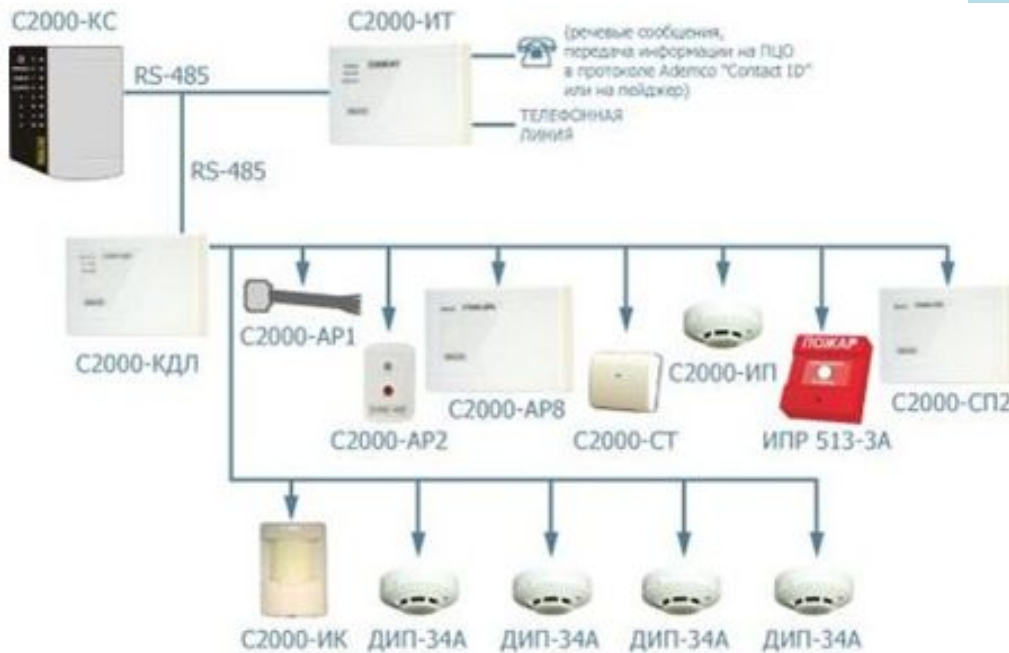 С2000-КС
С2000-ИТ
(речевые сообщения,
передача информации на ПЦО
в протоколе Ademco "Contact ID"
или на пейджер)
RS-485
ТЕЛЕФОННАЯ
ЛИНИЯ
RS-485
С2000-КДЛ
С2000-АР1
С2000-АР2
С2000-АР8
С2000-СТ
С2000-ИП
ПОЖАР
ИПР 513-3А
С2000-СП2
С2000-ИК
ДИП-34А
ДИП-34А
ДИП-34А
ДИП-34А